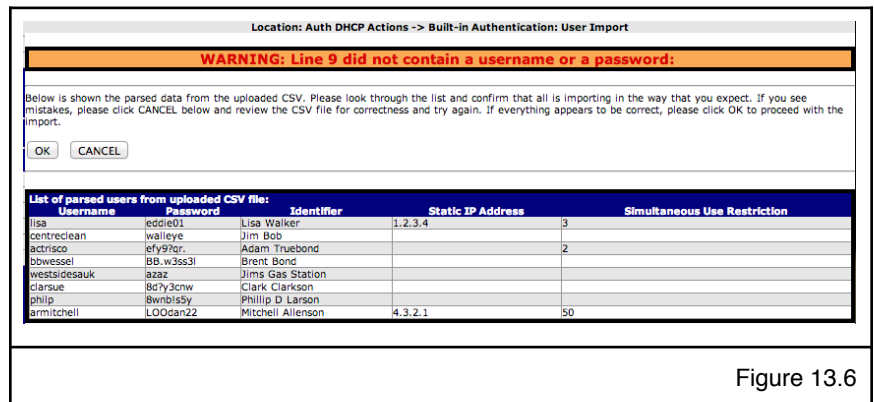 Location: Auth DHCP Actions -> Built-in Authentication: User Import
WARNING: Line 9 did not contain a username or a password:
Below is shown the parsed data from the uploaded CSV. Please look through the list and confirm that all is importing in the way that you expect. If you see
mistakes, please click CANCEL below and review the CSV file for correctness and try again. If everything appears to be correct, please click OK to proceed with the
import.
OK CANCEL
List of parsed users from uploaded CSV file:
Username Password Identifier Static IP Address Simultaneous Use Restriction
lisa eddie01 Lisa Walker 1.2.3.4 3
centreclean walleye Jim Bob
actrisco efy9?qr. Adam Truebond 2
bbwessel BB.w3ss3l Brent Bond
westsidesauk azaz Jims Gas Station
clarsue 8d?y3cnw Clark Clarkson
philp 8wnb!s5y Phillip D Larson
armitchell LOOdan22 Mitchell Allenson 4.3.2.1 50
Figure 13.6